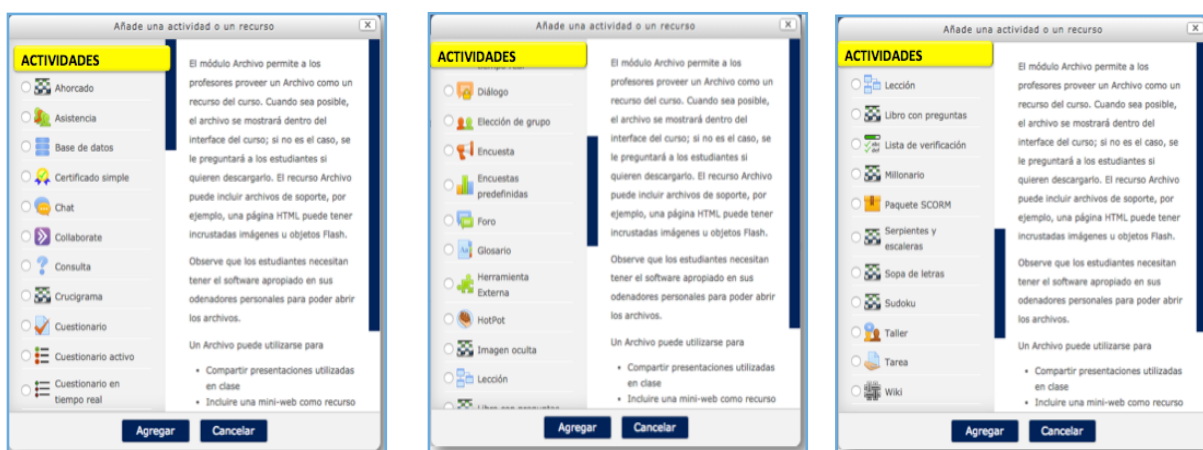 Añade una actividad o un recurso
ACTIVIDADES
Ahorcado
Asistencia
Base de datos
Certificado simple
Chat
Collaborate
Consulta
Crucigrama
Cuestionario
Cuestionario activo
Cuestionario en
tiempo real
El módulo Archivo permite a los
profesores proveer un Archivo como un
recurso del curso. Cuando sea posible,
el archivo se mostrará dentro del
interface del curso; si no es el caso, se
le preguntará a los estudiantes si
quieren descargarlo. El recurso Archivo
puede incluir archivos de soporte, por
ejemplo, una página HTML puede tener
incrustadas imágenes u objetos Flash.
Observe que los estudiantes necesitan
tener el software apropiado en sus
odenadores personales para poder abrir
los archivos.
Un Archivo puede utilizarse para
• Compartir presentaciones utilizadas
en clase
• Incluire una mini-web como recurso
Agregar
Cancelar
Añade una actividad o un recurso
ACTIVIDADES
Diálogo
Elección de grupo
Encuesta
Encuestas
predefinidas
Foro
Glosario
Herramienta
Externa
HotPot
Imagen oculta
Lección
El módulo Archivo permite a los
profesores proveer un Archivo como un
recurso del curso. Cuando sea posible,
el archivo se mostrará dentro del
interface del curso; si no es el caso, se
le preguntará a los estudiantes si
quieren descargarlo. El recurso Archivo
puede incluir archivos de soporte, por
ejemplo, una página HTML puede tener
incrustadas imágenes u objetos Flash.
Observe que los estudiantes necesitan
tener el software apropiado en sus
odenadores personales para poder abrir
los archivos.
Un Archivo puede utilizarse para
• Compartir presentaciones utilizadas
en clase
• Incluire una mini-web como recurso
Agregar
Cancelar
Añade una actividad o un recurso
ACTIVIDADES
Lección
Libro con preguntas
Lista de verificación
Millonario
Paquete SCORM
Serpientes y
escaleras
Sopa de letras
Sudoku
Taller
Tarea
Wiki
El módulo Archivo permite a los
profesores proveer un Archivo como un
recurso del curso. Cuando sea posible,
el archivo se mostrará dentro del
interface del curso; si no es el caso, se
le preguntará a los estudiantes si
quieren descargarlo. El recurso Archivo
puede incluir archivos de soporte, por
ejemplo, una página HTML puede tener
incrustadas imágenes u objetos Flash.
Observe que los estudiantes necesitan
tener el software apropiado en sus
odenadores personales para poder abrir
los archivos.
Un Archivo puede utilizarse para
• Compartir presentaciones utilizadas
en clase
• Incluire una mini-web como recurso
Agregar
Cancelar